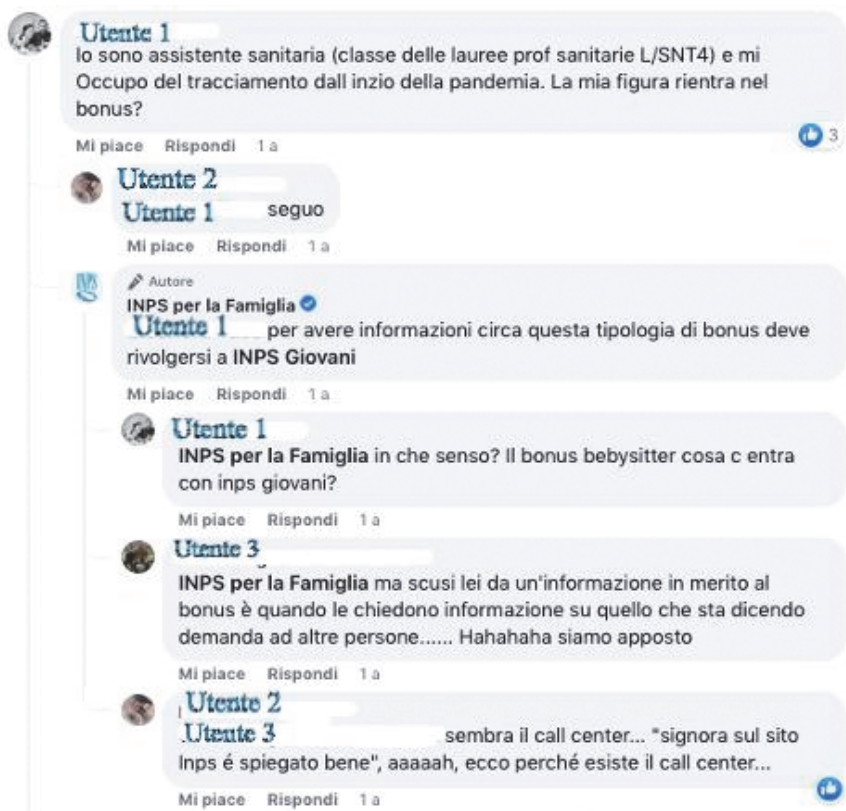 Utente 1
Io sono assistente sanitaria (classe delle lauree prof sanitarie L/SNT4) e mi
Occupo del tracciamento dall inzio della pandemia. La mia figura rientra nel
bonus?
Mi piace Rispondi 1 a
3
Utente 2
Utente 1 seguo
Mi piace Rispondi 1 a
Autore
INPS per la Famiglia
Utente 1 per avere informazioni circa questa tipologia di bonus deve
rivolgersi a INPS Giovani
Mi piace Rispondi 1 a
Utente 1
INPS per la Famiglia in che senso? Il bonus bebysitter cosa c entra
con inps giovani?
Mi piace Rispondi 1 a
Utente 3
INPS per la Famiglia ma scusi lei da un'informazione in merito al
bonus è quando le chiedono informazione su quello che sta dicendo
demanda ad altre persone...... Hahahaha siamo apposto
Mi piace Rispondi 1 a
Utente 2
Utente 3 sembra il call center... "signora sul sito
Inps é spiegato bene", aaaaah, ecco perché esiste il call center...
Mi piace Rispondi 1 a